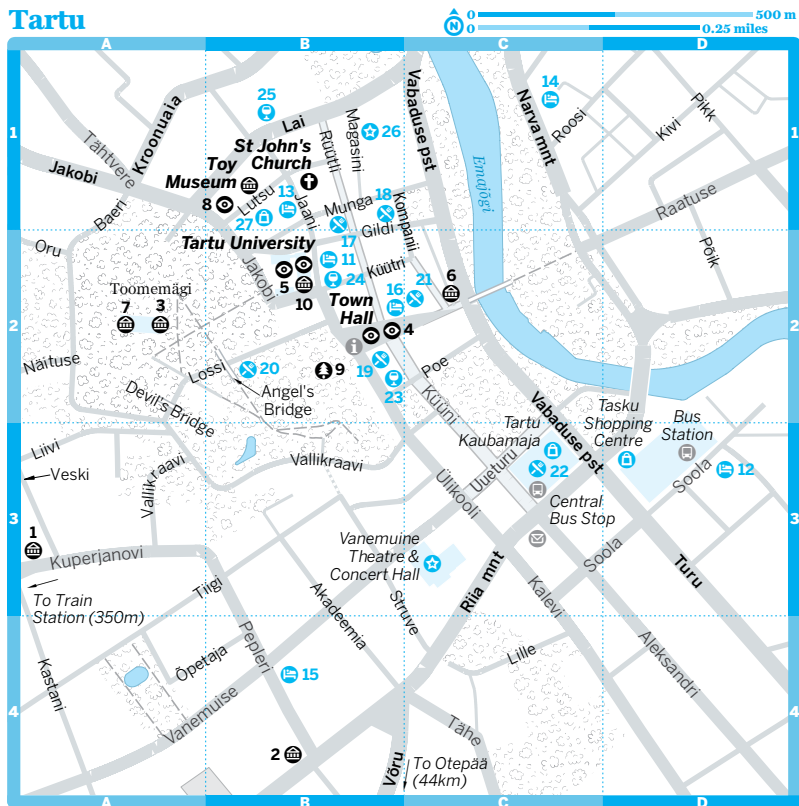 Tartu
N
0
500 m
0
0.25 miles
A
B
C
D
1
1
2
2
3
3
4
4
A
B
C
D
25
Lai
Kroonuaia
Tähtvere
Jakobi
Baeri
Oru
St John's
Church
Toy
Museum
8
Lutsu
13
27
Jaani
Rüütli
Magasini
26
Vabaduse pst
Munga
18
Kompanii
Gildi
17
Tartu University
Jakobi
5
10
11
24
Küütri
16
21
6
Town
Hall
4
Emajõgi
Narva mnt
14
Roosi
Kivi
Pikk
Raatuse
Põik
Toomemägi
7
3
Näituse
Lossi
20
Angel's
Bridge
Devil's Bridge
9
19
23
Poe
Küüni
Vabaduse pst
Tartu
Kaubamaja
22
Tasku
Shopping
Centre
Bus
Station
Soola
12
Liivi
Veski
Vallikraavi
Vallikraavi
Ülikooli
Uueturu
Central
Bus Stop
Soola
Turu
1
Kuperjanovi
To Train
Station (350m)
Tiigi
Vanemuine
Theatre &
Concert Hall
Riia mnt
Kalevi
Aleksandri
Akadeemia
Struve
Kastani
Õpetaja
Pepleri
15
Vanemuise
2
Lille
Tähe
Võru
To Otepää
(44km)